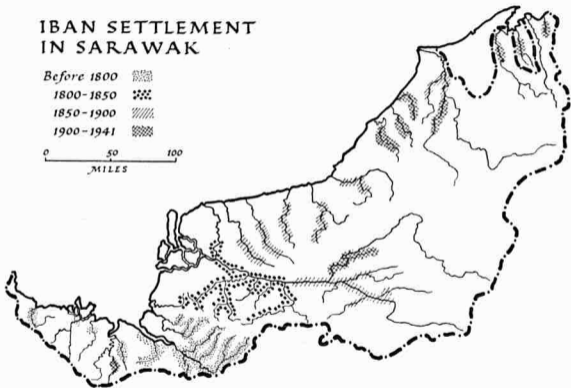 IBAN SETTLEMENT
IN SARAWAK
Before 1800
1800-1850
1850-1900
1900-1941
0 50 100
MILES